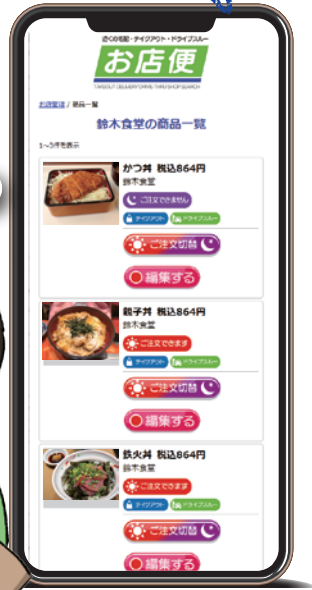 近くの宅配・テイクアウト・ドライブスルー
お店便
TAKEOUT DELIVERY DRIVE-THRU SHOP SEARCH
お店電話 / 商品一覧
鈴木食堂の商品一覧
1～3件を表示
かつ丼 税込864円
鈴木食堂
ご注文できません
テイクアウト ドライブスルー
ご注文切替
編集する
親子丼 税込864円
鈴木食堂
ご注文できます
テイクアウト ドライブスルー
ご注文切替
編集する
鉄火丼 税込864円
鈴木食堂
ご注文できます
テイクアウト ドライブスルー
ご注文切替
編集する